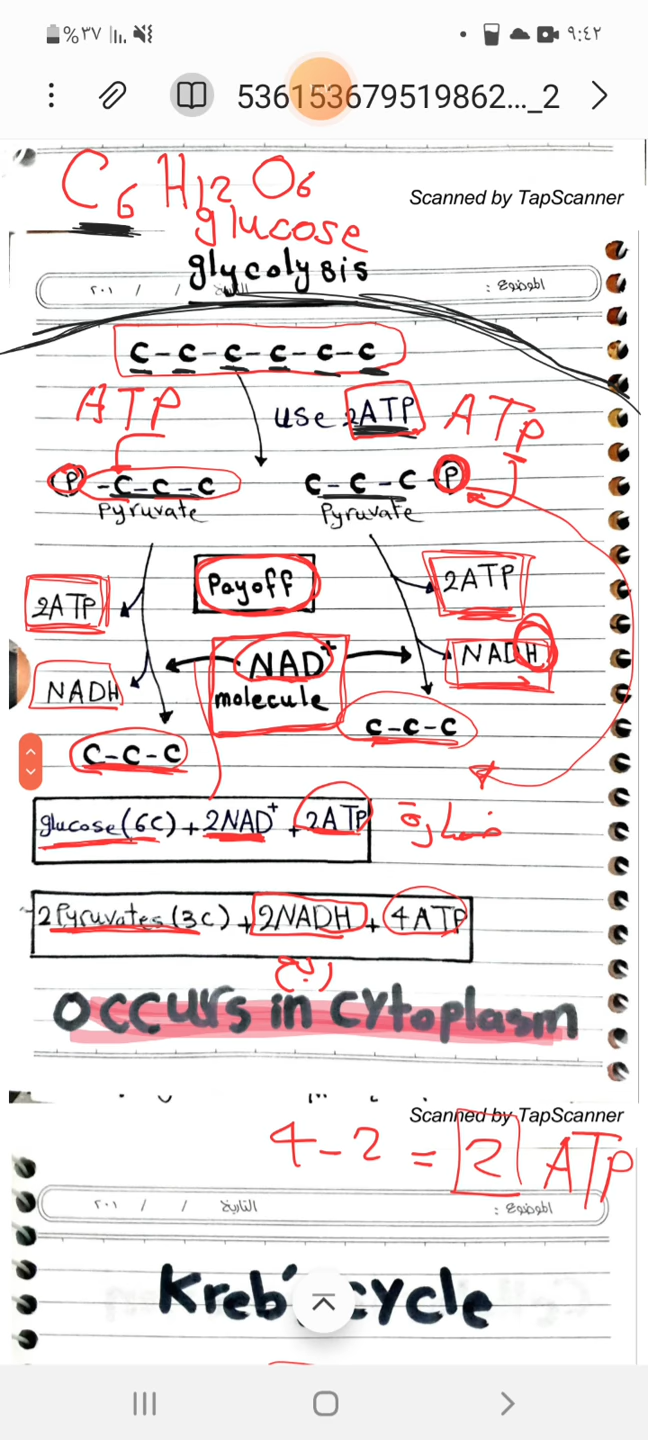 %٣٧
٩:٤٢
536153679519862..._2
C6 H12 O6
Scanned by TapScanner
glucose
glycolysis
٢٠١ / / التاريخ الموضوع :
C-C-C-C-C-C
ATP use 2ATP ATP
P-C-C-C C-C-C-P
Pyruvate Pyruvate
Payoff
2ATP 2ATP
NAD+
molecule
NADH NADH
C-C-C C-C-C
glucose(6C)+2NAD++2ATP خسارة
2Pyruvates(3C)+2NADH+4ATP
ربح
occurs in cytoplasm
Scanned by TapScanner
4-2=2 ATP
٢٠١ / / التاريخ الموضوع :
Kreb' cycle